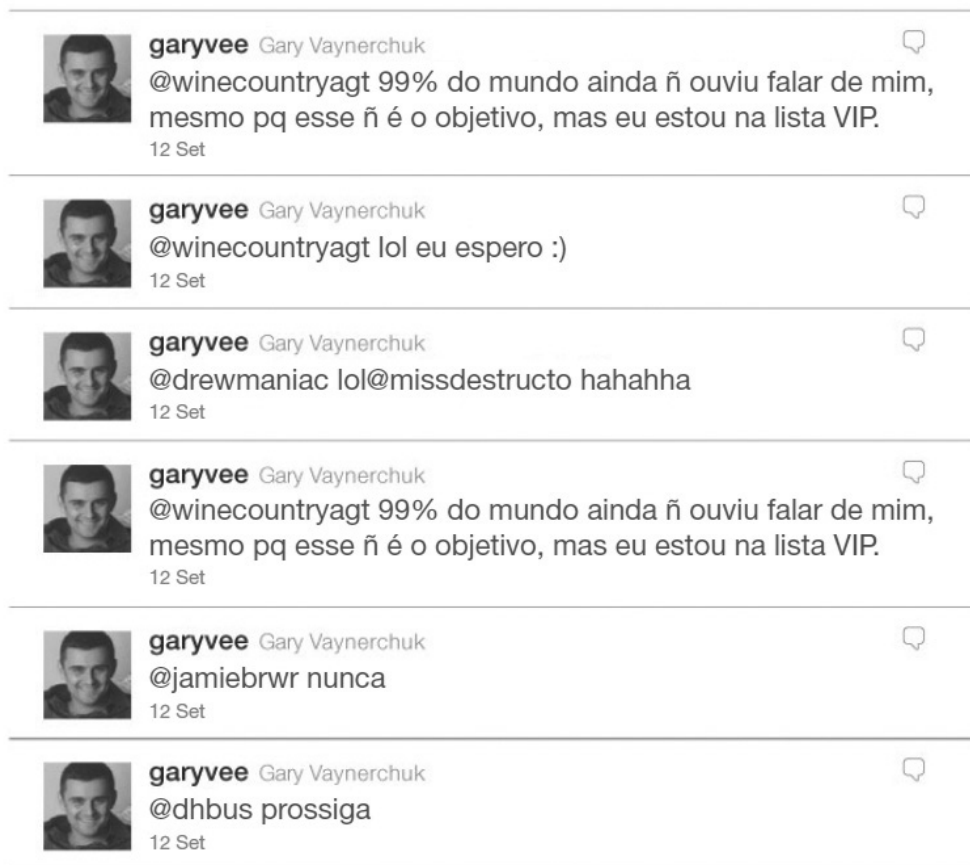 garyvee Gary Vaynerchuk
@winecountryagt 99% do mundo ainda ñ ouviu falar de mim,
mesmo pq esse ñ é o objetivo, mas eu estou na lista VIP.
12 Set
garyvee Gary Vaynerchuk
@winecountryagt lol eu espero :)
12 Set
garyvee Gary Vaynerchuk
@drewmaniac lol@missdestructo hahahha
12 Set
garyvee Gary Vaynerchuk
@winecountryagt 99% do mundo ainda ñ ouviu falar de mim,
mesmo pq esse ñ é o objetivo, mas eu estou na lista VIP.
12 Set
garyvee Gary Vaynerchuk
@jamiebrwr nunca
12 Set
garyvee Gary Vaynerchuk
@dhbus prossiga
12 Set